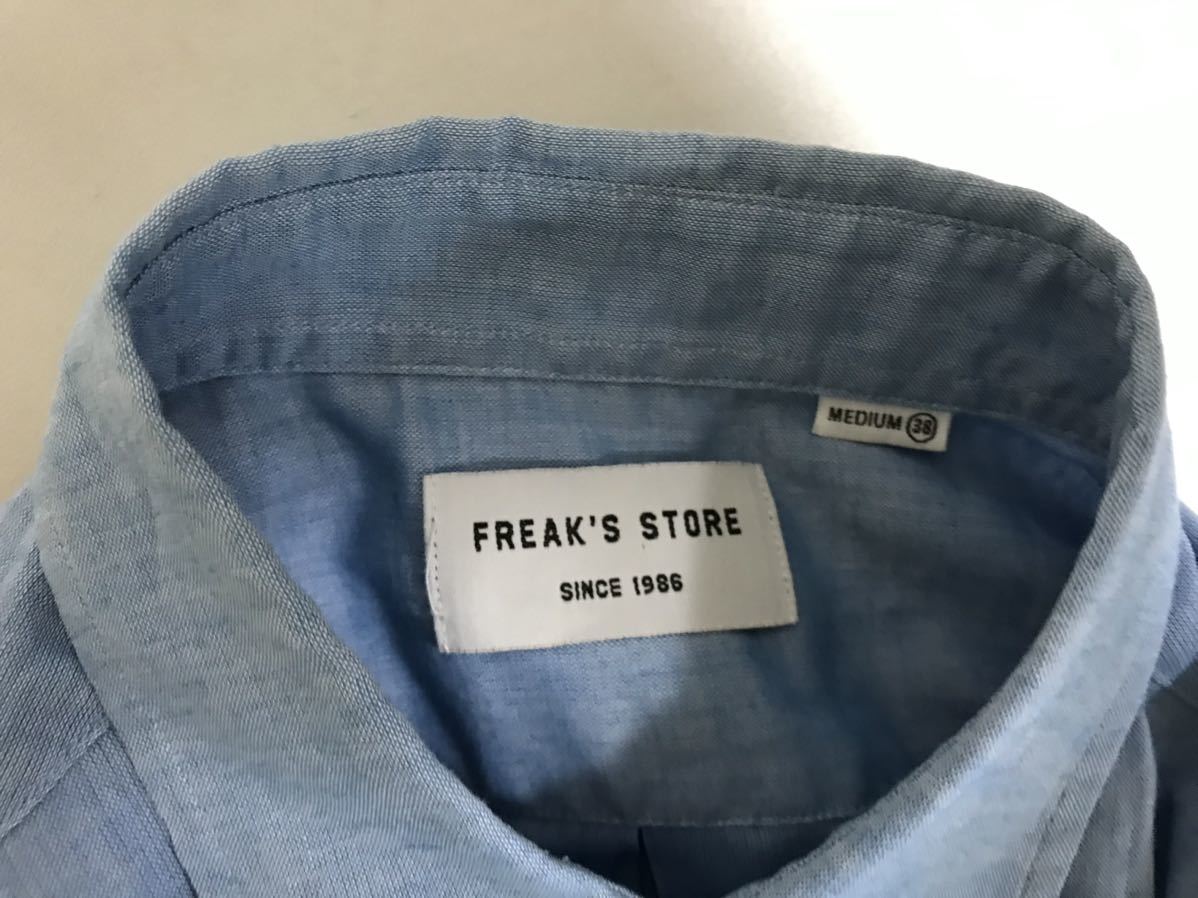 MEDIUM 38
FREAK'S STORE
SINCE 1986